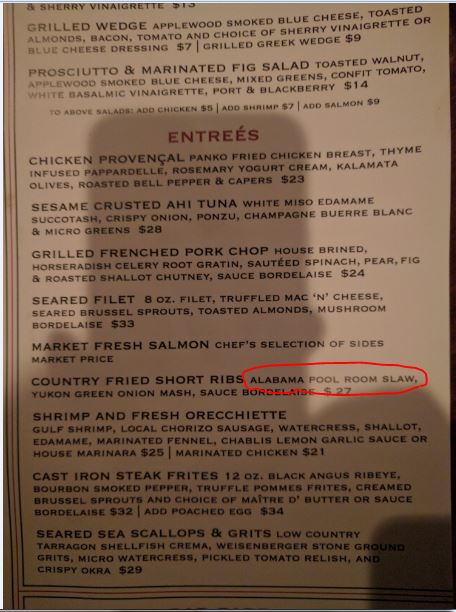 & SHERRY VINAIGRETTE $13
GRILLED WEDGE APPLEWOOD SMOKED BLUE CHEESE, TOASTED
ALMONDS, BACON, TOMATO AND CHOICE OF SHERRY VINAIGRETTE OR
BLUE CHEESE DRESSING $7 | GRILLED GREEK WEDGE $9
PROSCIUTTO & MARINATED FIG SALAD TOASTED WALNUT,
APPLEWOOD SMOKED BLUE CHEESE, MIXED GREENS, CONFIT TOMATO,
WHITE BASALMIC VINAIGRETTE, PORT & BLACKBERRY $14
TO ABOVE SALADS: ADD CHICKEN $5 | ADD SHRIMP $7 | ADD SALMON $9
ENTREÉS
CHICKEN PROVENÇAL PANKO FRIED CHICKEN BREAST, THYME
INFUSED PAPPARDELLE, ROSEMARY YOGURT CREAM, KALAMATA
OLIVES, ROASTED BELL PEPPER & CAPERS $23
SESAME CRUSTED AHI TUNA WHITE MISO EDAMAME
SUCCOTASH, CRISPY ONION, PONZU, CHAMPAGNE BUERRE BLANC
& MICRO GREENS $28
GRILLED FRENCHED PORK CHOP HOUSE BRINED,
HORSERADISH CELERY ROOT GRATIN, SAUTÉED SPINACH, PEAR, FIG
& ROASTED SHALLOT CHUTNEY, SAUCE BORDELAISE $24
SEARED FILET 8 OZ. FILET, TRUFFLED MAC 'N' CHEESE,
SEARED BRUSSEL SPROUTS, TOASTED ALMONDS, MUSHROOM
BORDELAISE $33
MARKET FRESH SALMON CHEF'S SELECTION OF SIDES
MARKET PRICE
COUNTRY FRIED SHORT RIBS ALABAMA POOL ROOM SLAW,
YUKON GREEN ONION MASH, SAUCE BORDELAISE $ 27
SHRIMP AND FRESH ORECCHIETTE
GULF SHRIMP, LOCAL CHORIZO SAUSAGE, WATERCRESS, SHALLOT,
EDAMAME, MARINATED FENNEL, CHABLIS LEMON GARLIC SAUCE OR
HOUSE MARINARA $25 | MARINATED CHICKEN $21
CAST IRON STEAK FRITES 12 OZ. BLACK ANGUS RIBEYE,
BOURBON SMOKED PEPPER, TRUFFLE POMMES FRITES, CREAMED
BRUSSEL SPROUTS AND CHOICE OF MAÎTRE D' BUTTER OR SAUCE
BORDELAISE $32 | ADD POACHED EGG $34
SEARED SEA SCALLOPS & GRITS LOW COUNTRY
TARRAGON SHELLFISH CREMA, WEISENBERGER STONE GROUND
GRITS, MICRO WATERCRESS, PICKLED TOMATO RELISH, AND
CRISPY OKRA $29